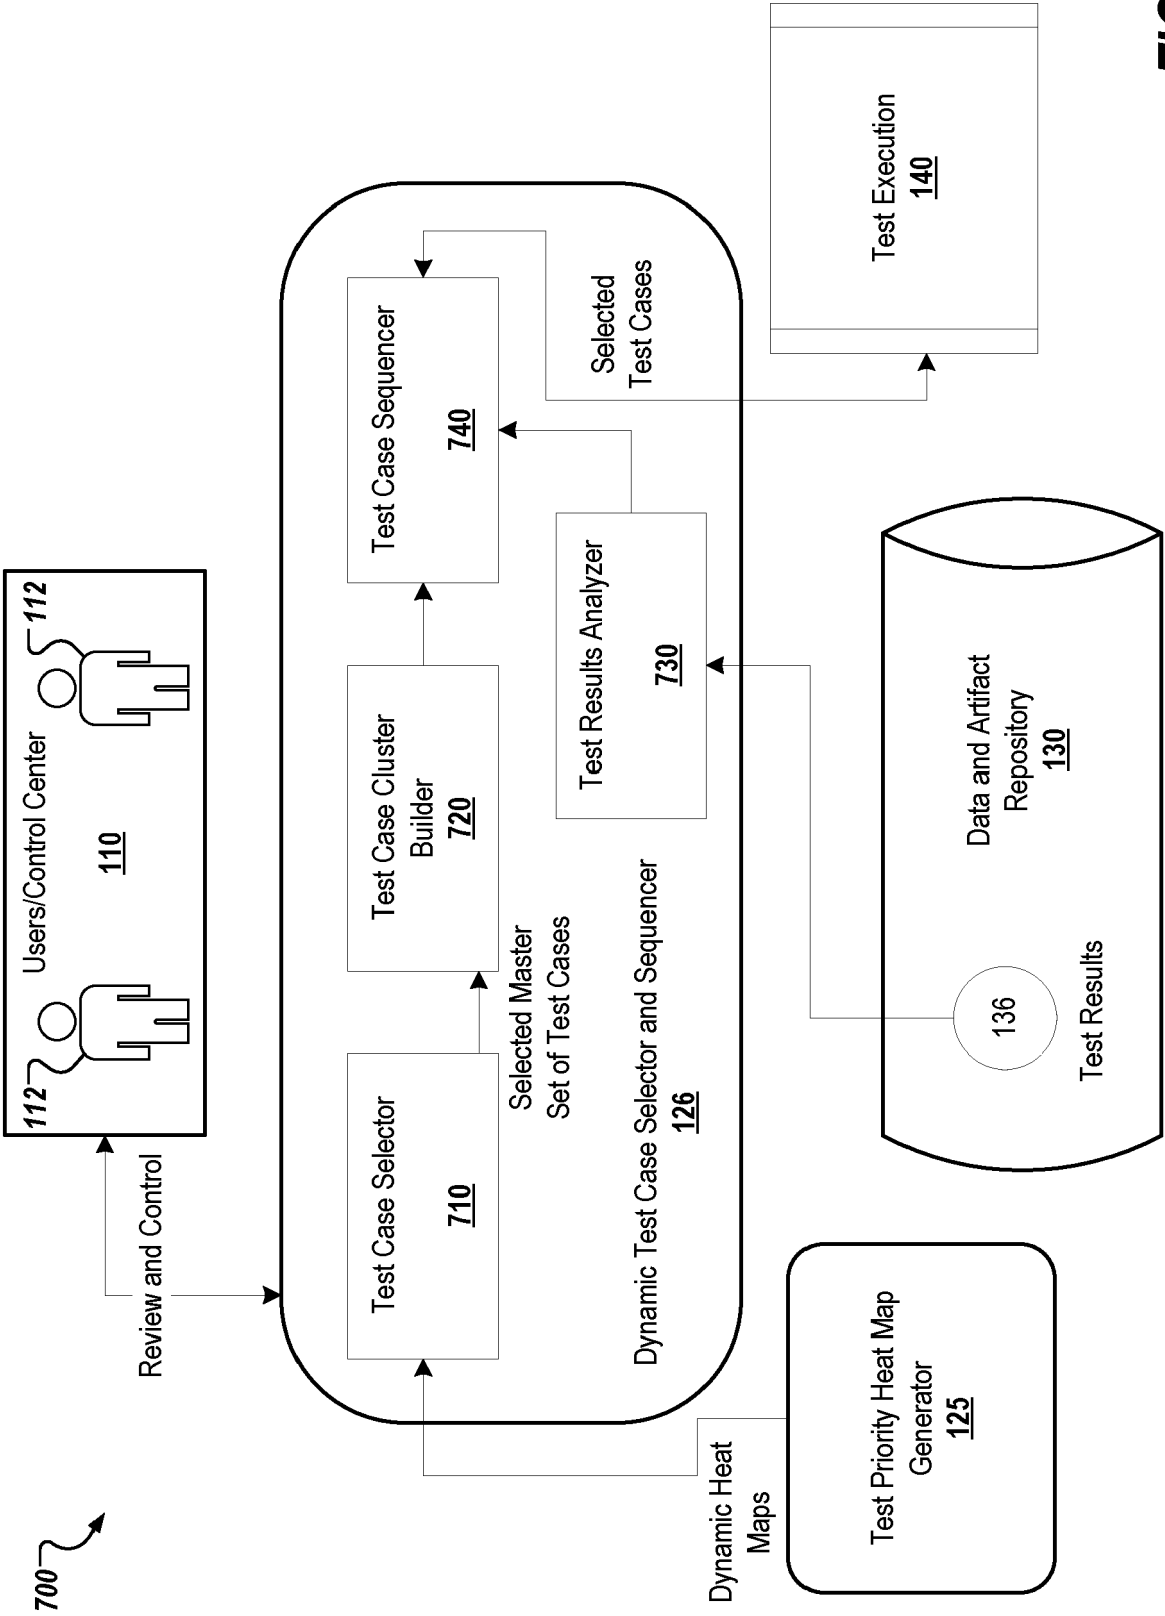 700
112
112
Users/Control Center
110
Review and Control
Test Case Selector
710
Selected Master
Set of Test Cases
Test Case Cluster
Builder
720
Test Case Sequencer
740
Test Results Analyzer
730
Selected
Test Cases
Dynamic Test Case Selector and Sequencer
126
Dynamic Heat
Maps
Test Priority Heat Map
Generator
125
136
Test Results
Data and Artifact
Repository
130
Test Execution
140